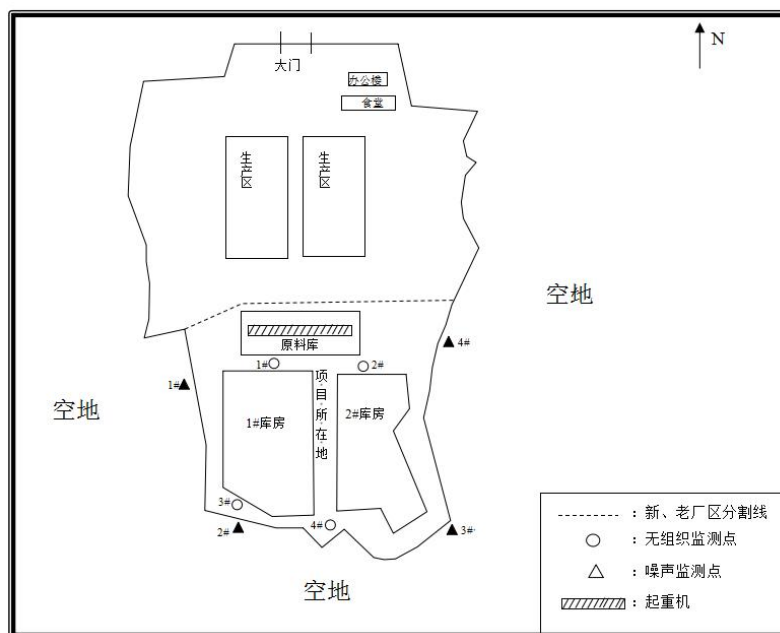 N
大门
办公楼
食堂
生产区
生产区
空地
原料库
4#
1#
2#
1#
项目所在地
空地
1#库房
2#库房
3#
4#
2#
3#
空地
：新、老厂区分割线
：无组织监测点
：噪声监测点
：起重机